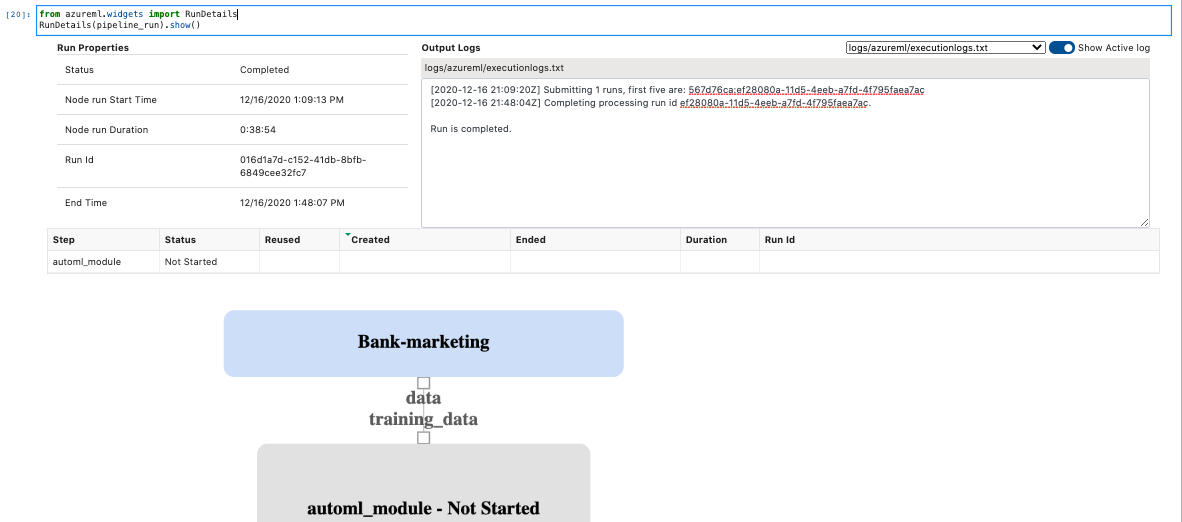 [20]:
from azureml.widgets import RunDetails
RunDetails(pipeline_run).show()
Run Properties
Status Completed
Node run Start Time 12/16/2020 1:09:13 PM
Node run Duration 0:38:54
Run Id 016d1a7d-c152-41db-8bfb-
6849cee32fc7
End Time 12/16/2020 1:48:07 PM
Output Logs
logs/azureml/executionlogs.txt
Show Active log
logs/azureml/executionlogs.txt
[2020-12-16 21:09:20Z] Submitting 1 runs, first five are: 567d76ca:ef28080a-11d5-4eeb-a7fd-4f795faea7ac
[2020-12-16 21:48:04Z] Completing processing run id ef28080a-11d5-4eeb-a7fd-4f795faea7ac.
Run is completed.
Step Status Reused Created Ended Duration Run Id
automl_module Not Started
Bank-marketing
data
training_data
automl_module - Not Started